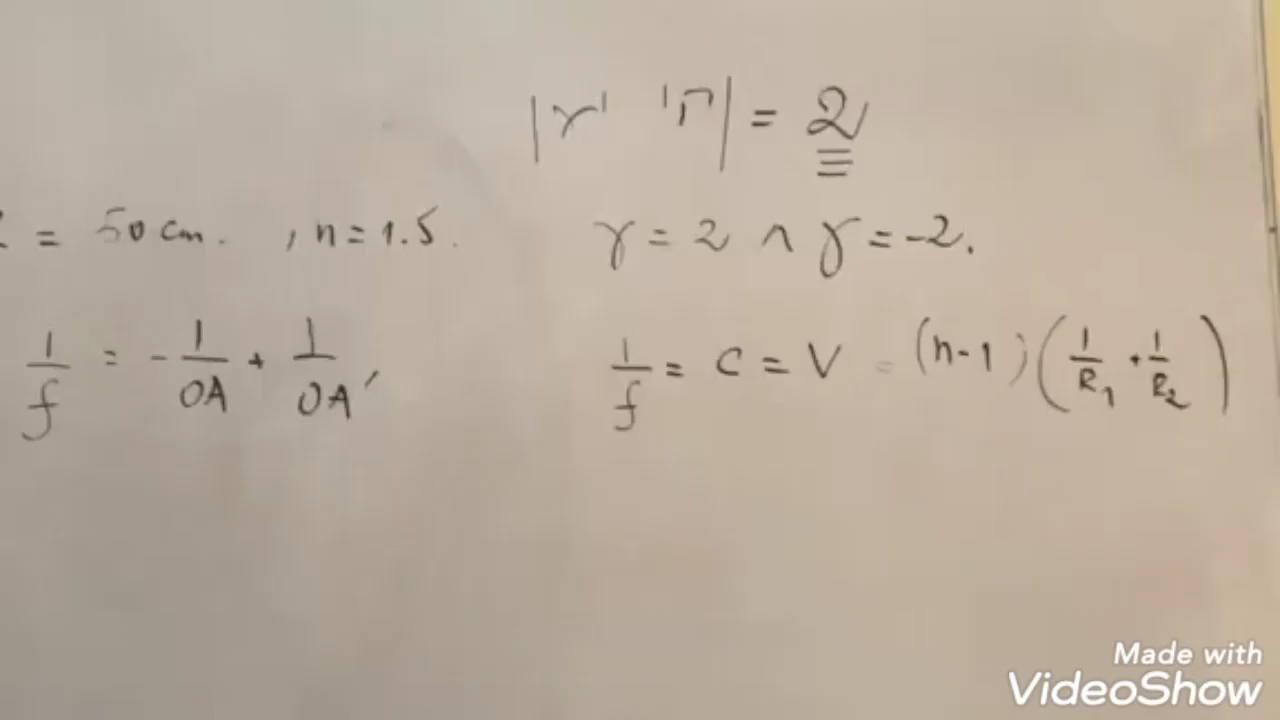 |γ' 'Γ| = 2
= 50 cm. , n = 1.5.
γ = 2 ∧ γ = -2.
1/f = -1/OA + 1/OA'
1/f = C = V = (n-1)(1/R₁ + 1/R₂)
Made with
VideoShow